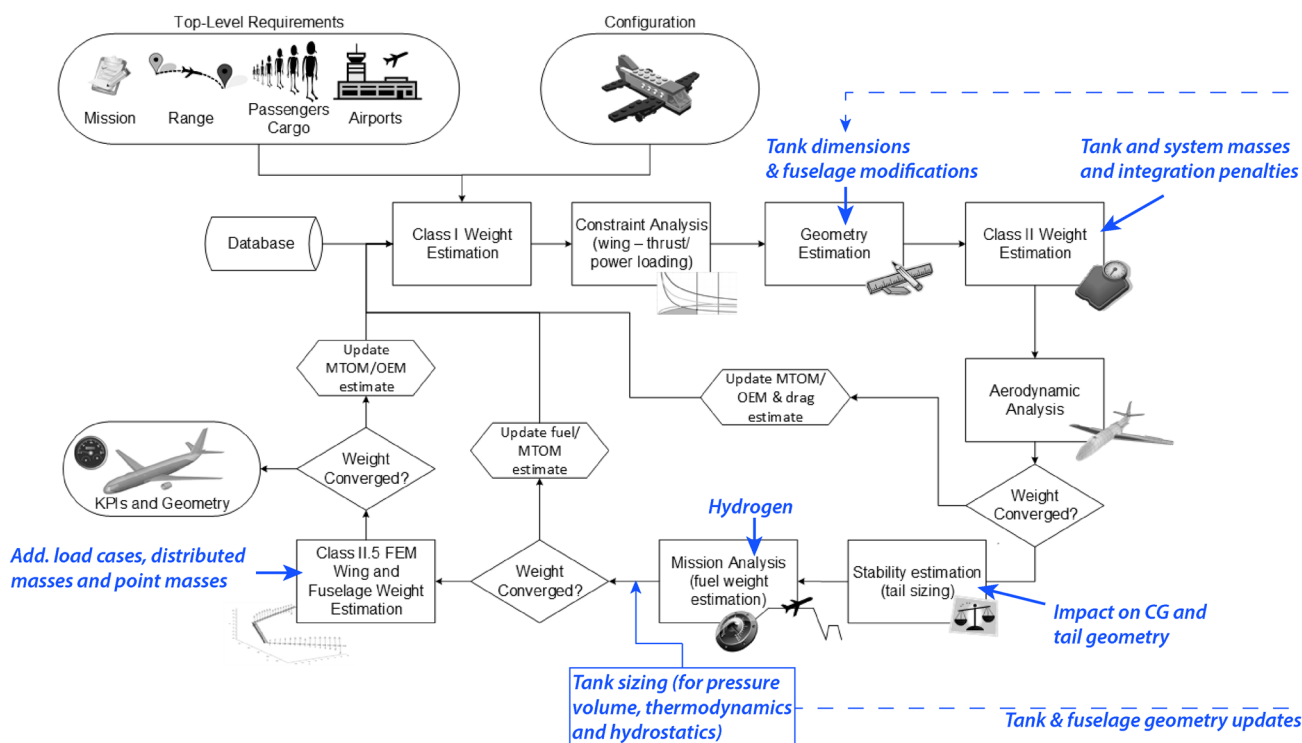 Top-Level Requirements
Configuration
Mission
Range
Passengers
Cargo
Airports
Tank dimensions
& fuselage modifications
Tank and system masses
and integration penalties
Database
Class I Weight
Estimation
Constraint Analysis
(wing – thrust/
power loading)
Geometry
Estimation
Class II Weight
Estimation
Update
MTOM/OEM
estimate
Update MTOM/
OEM & drag
estimate
Aerodynamic
Analysis
Update fuel/
MTOM
estimate
KPIs and Geometry
Weight
Converged?
Weight
Converged?
Hydrogen
Add. load cases, distributed
masses and point masses
Class II.5 FEM
Wing and
Fuselage Weight
Estimation
Weight
Converged?
Mission Analysis
(fuel weight
estimation)
Stability estimation
(tail sizing)
Impact on CG and
tail geometry
Tank sizing (for pressure
volume, thermodynamics
and hydrostatics)
Tank & fuselage geometry updates